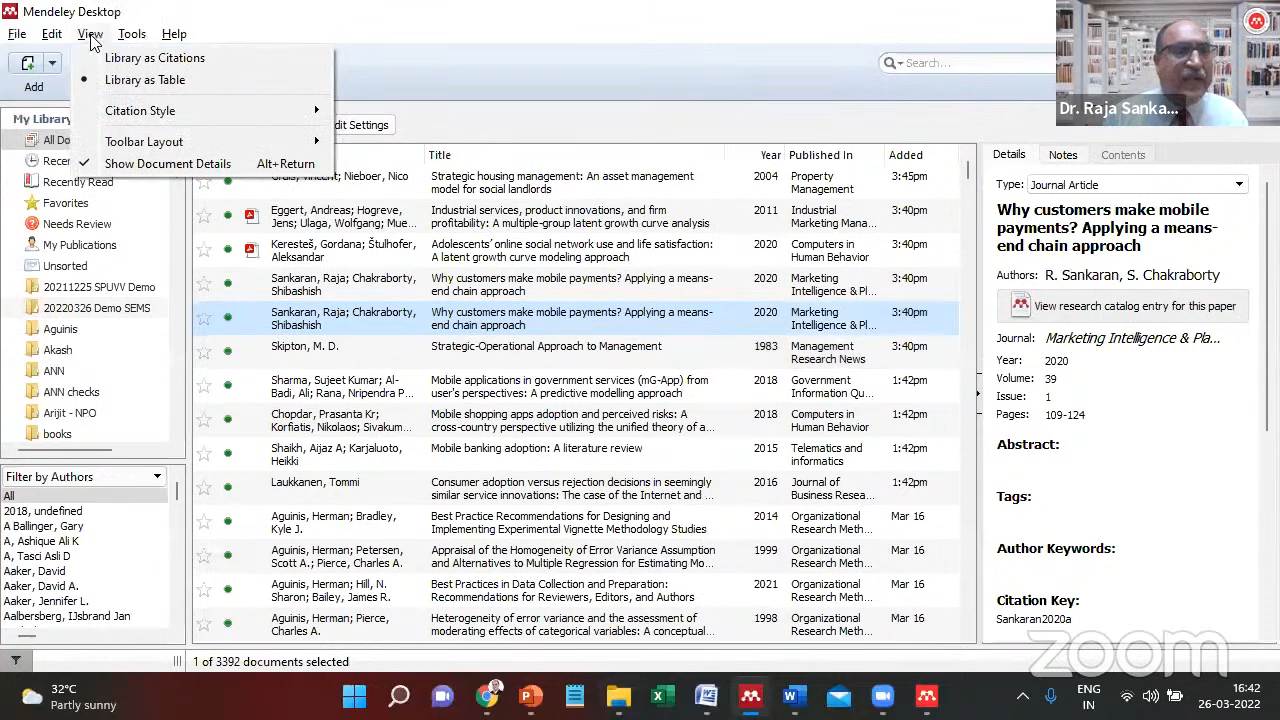 Mendeley Desktop
File Edit View Tools Help
Library as Citations
Library as Table
Citation Style
Toolbar Layout
Show Document Details Alt+Return
Add
Search...
Dr. Raja Sanka...
My Library
dit Settings
All Do
Recen
Recently Read
Favorites
Needs Review
My Publications
Unsorted
20211225 SPUVV Demo
20220326 Demo SEMS
Aguinis
Akash
ANN
ANN checks
Arijit - NPO
books
Filter by Authors
All
2018, undefined
A Ballinger, Gary
A, Ashique Ali K
A, Tasci Asli D
Aaker, David
Aaker, David A.
Aaker, Jennifer L.
Aalbersberg, IJsbrand Jan
Title Year Published In Added
Nieboer, Nico Strategic housing management: An asset management 2004 Property 3:45pm
model for social landlords Management
Eggert, Andreas; Hogreve, Industrial services, product innovations, and firm 2011 Industrial 3:40pm
Jens; Ulaga, Wolfgang; Mue... profitability: A multiple-group latent growth curve analysis Marketing Mana...
Keresteš, Gordana; Štulhofer, Adolescents' online social network use and life satisfaction: 2020 Computers in 3:40pm
Aleksandar A latent growth curve modeling approach Human Behavior
Sankaran, Raja; Chakraborty, Why customers make mobile payments? Applying a means- 2020 Marketing 3:40pm
Shibashish end chain approach Intelligence & Pl...
Sankaran, Raja; Chakraborty, Why customers make mobile payments? Applying a means- 2020 Marketing 3:40pm
Shibashish end chain approach Intelligence & Pl...
Skipton, M. D. Strategic-Operational Approach to Management 1983 Management 3:40pm
Research News
Sharma, Sujeet Kumar; Al- Mobile applications in government services (mG-App) from 2018 Government 1:42pm
Badi, Ali; Rana, Nripendra P... user's perspectives: A predictive modelling approach Information Qu...
Chopdar, Prasanta Kr; Mobile shopping apps adoption and perceived risks: A 2018 Computers in 1:42pm
Korfiatis, Nikolaos; Sivakum... cross-country perspective utilizing the unified theory of a... Human Behavior
Shaikh, Aijaz A; Karjaluoto, Mobile banking adoption: A literature review 2015 Telematics and 1:42pm
Heikki informatics
Laukkanen, Tommi Consumer adoption versus rejection decisions in seemingly 2016 Journal of 1:42pm
similar service innovations: The case of the Internet and ... Business Resea...
Aguinis, Herman; Bradley, Best Practice Recommendations for Designing and 2014 Organizational Mar 16
Kyle J. Implementing Experimental Vignette Methodology Studies Research Meth...
Aguinis, Herman; Petersen, Appraisal of the Homogeneity of Error Variance Assumption 1999 Organizational Mar 16
Scott A.; Pierce, Charles A. and Alternatives to Multiple Regression for Estimating Mo... Research Meth...
Aguinis, Herman; Hill, N. Best Practices in Data Collection and Preparation: 2021 Organizational Mar 16
Sharon; Bailey, James R. Recommendations for Reviewers, Editors, and Authors Research Meth...
Aguinis, Herman; Pierce, Heterogeneity of error variance and the assessment of 1998 Organizational Mar 16
Charles A. moderating effects of categorical variables: A conceptual... Research Meth...
Details Notes Contents
Type: Journal Article
Why customers make mobile
payments? Applying a means-
end chain approach
Authors: R. Sankaran, S. Chakraborty
View research catalog entry for this paper
Journal: Marketing Intelligence & Pla...
Year: 2020
Volume: 39
Issue: 1
Pages: 109-124
Abstract:
Tags:
Author Keywords:
Citation Key:
Sankaran2020a
zoom
1 of 3392 documents selected
32°C
Partly sunny
ENG
IN
16:42
26-03-2022